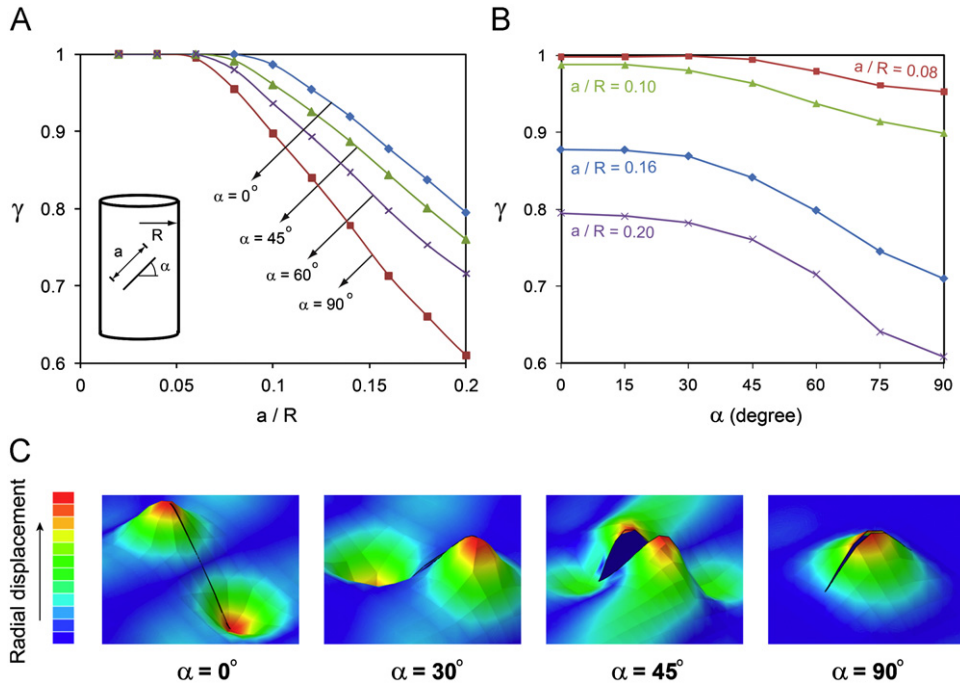 A
B
1
0.9
0.8
0.7
0.6
γ
0
0.05
0.1
0.15
0.2
a / R
α = 0°
α = 45°
α = 60°
α = 90°
R
a
α
1
0.9
0.8
0.7
0.6
γ
0
15
30
45
60
75
90
α (degree)
a / R = 0.08
a / R = 0.10
a / R = 0.16
a / R = 0.20
C
Radial displacement
α = 0°
α = 30°
α = 45°
α = 90°